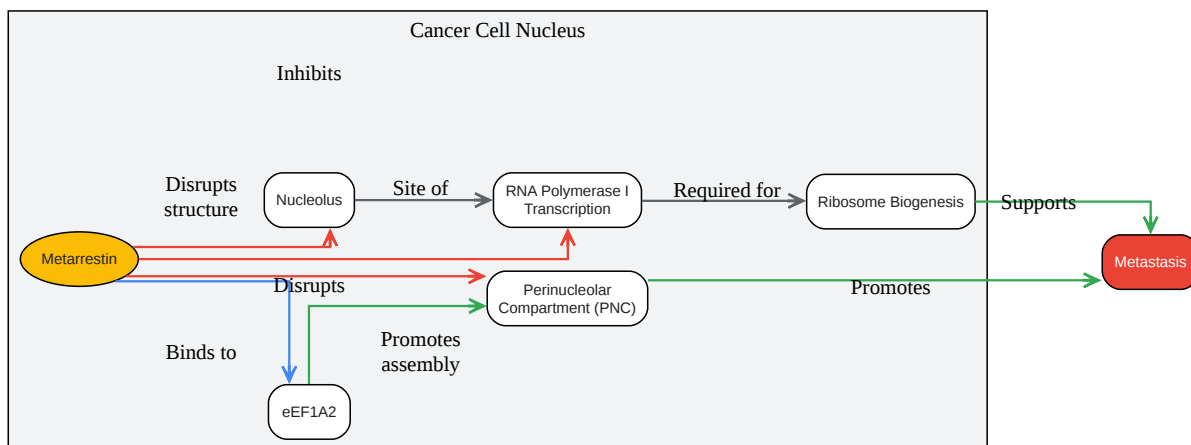 Cancer Cell Nucleus
Inhibits
Disrupts
structure
Nucleolus
Site of
RNA Polymerase I
Transcription
Required for
Ribosome Biogenesis
Supports
Metarrestin
Metastasis
Disrupts
Perinucleolar
Compartment (PNC)
Promotes
Binds to
Promotes
assembly
eEF1A2